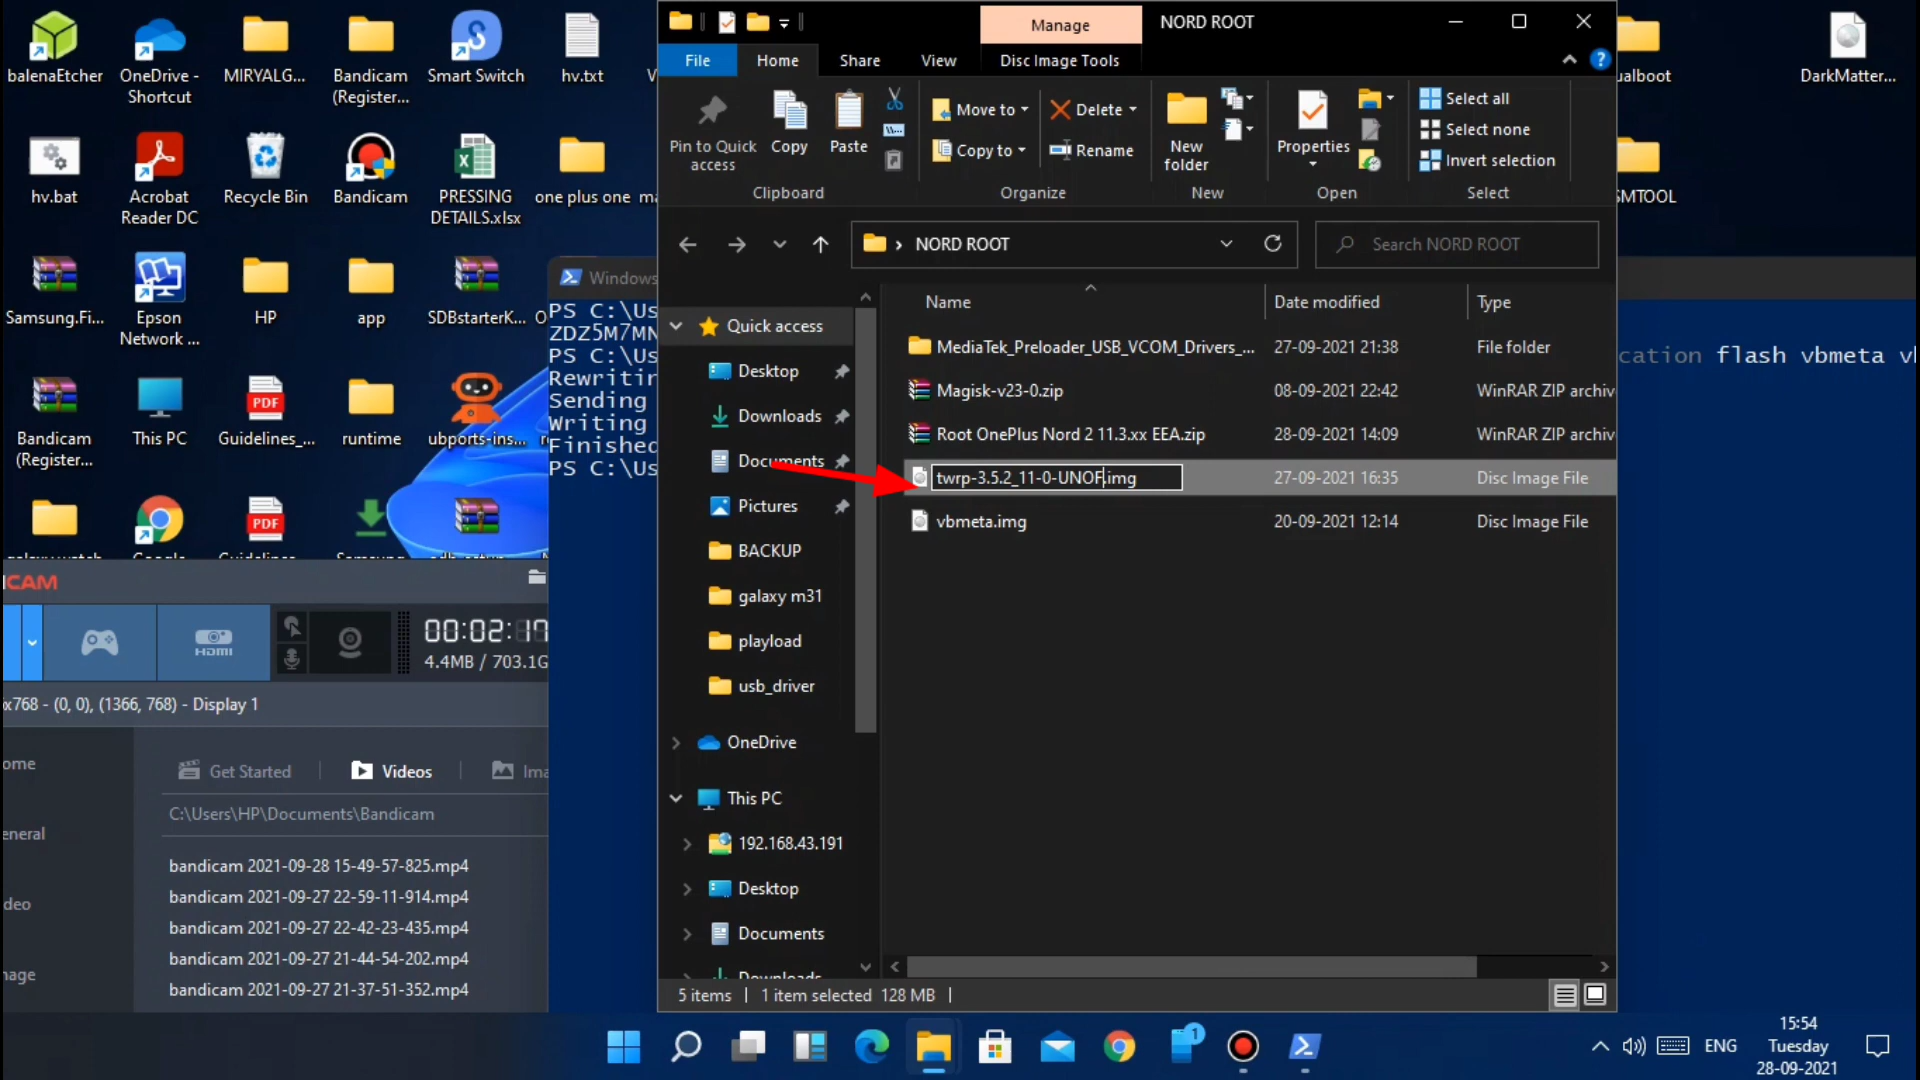 balenaEtcher
OneDrive - Shortcut
MIRYALG...
Bandicam (Register...
Smart Switch
hv.txt
hv.bat
Acrobat Reader DC
Recycle Bin
Bandicam
PRESSING DETAILS.xlsx
one plus one
Samsung.Fi...
Epson Network ...
HP
app
SDBstarterK...
Bandicam (Register...
This PC
Guidelines_...
runtime
ubports-ins...
Windows
PS C:\Us
ZDZ5M7MN
PS C:\Us
Rewritin
Sending
Writing
Finished
PS C:\Us
cation flash vbmeta vb
ualboot
DarkMatter...
SMTOOL
Manage
NORD ROOT
File
Home
Share
View
Disc Image Tools
Pin to Quick access
Copy
Paste
Move to
Copy to
Delete
Rename
New folder
Properties
Select all
Select none
Invert selection
Clipboard
Organize
New
Open
Select
NORD ROOT
Search NORD ROOT
Name
Date modified
Type
MediaTek_Preloader_USB_VCOM_Drivers_... 27-09-2021 21:38 File folder
Magisk-v23-0.zip 08-09-2021 22:42 WinRAR ZIP archiv
Root OnePlus Nord 2 11.3.xx EEA.zip 28-09-2021 14:09 WinRAR ZIP archiv
twrp-3.5.2_11-0-UNOF.img 27-09-2021 16:35 Disc Image File
vbmeta.img 20-09-2021 12:14 Disc Image File
Quick access
Desktop
Downloads
Documents
Pictures
BACKUP
galaxy m31
playload
usb_driver
OneDrive
This PC
192.168.43.191
Desktop
Documents
Downloads
5 items
1 item selected 128 MB
CAM
HDMI
00:02:17
4.4MB / 703.1G
x768 - (0, 0), (1366, 768) - Display 1
ome
eneral
deo
nage
Get Started
Videos
Ima
C:\Users\HP\Documents\Bandicam
bandicam 2021-09-28 15-49-57-825.mp4
bandicam 2021-09-27 22-59-11-914.mp4
bandicam 2021-09-27 22-42-23-435.mp4
bandicam 2021-09-27 21-44-54-202.mp4
bandicam 2021-09-27 21-37-51-352.mp4
1
ENG
15:54
Tuesday
28-09-2021